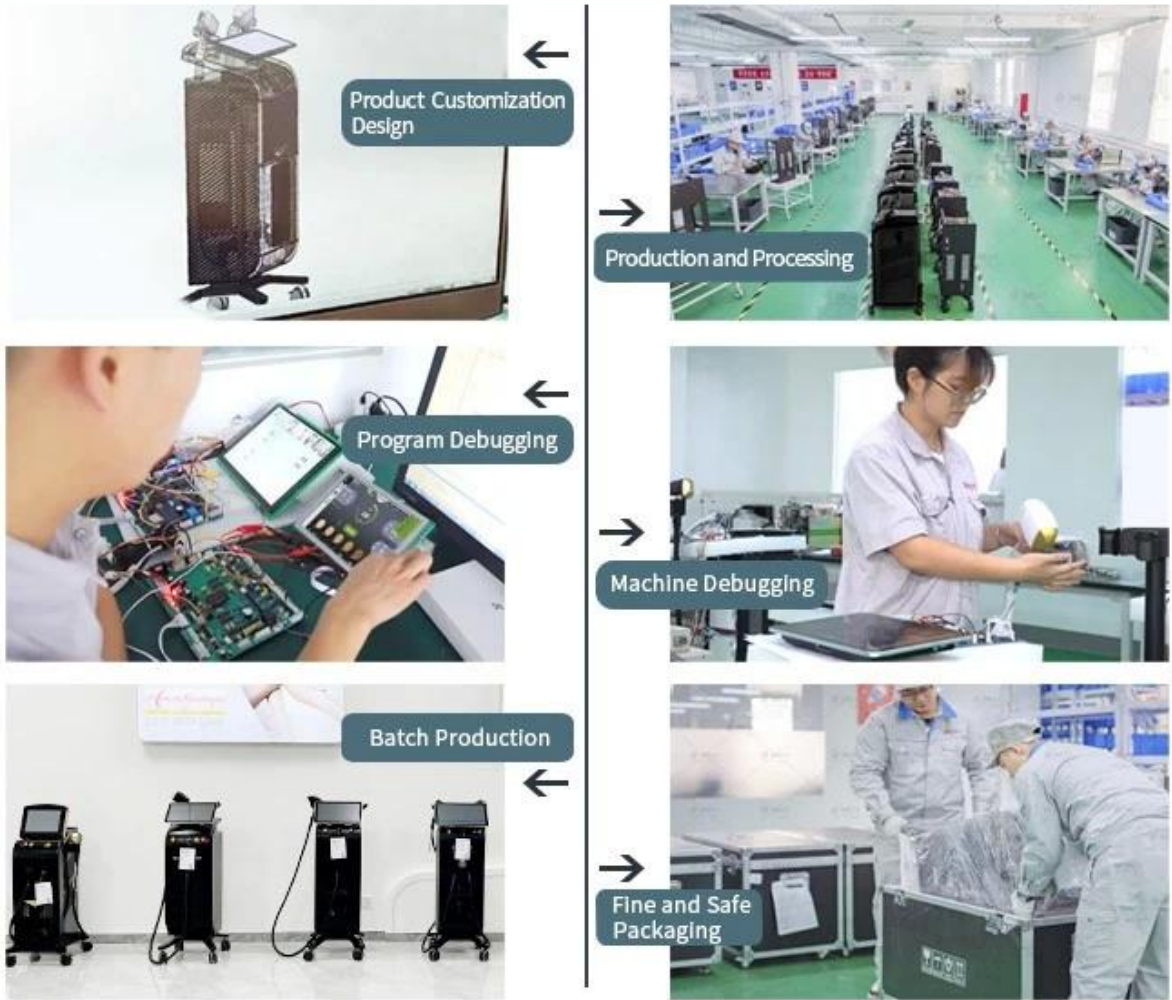 Product Customization
Design
Production and Processing
Program Debugging
Machine Debugging
Batch Production
Fine and Safe
Packaging